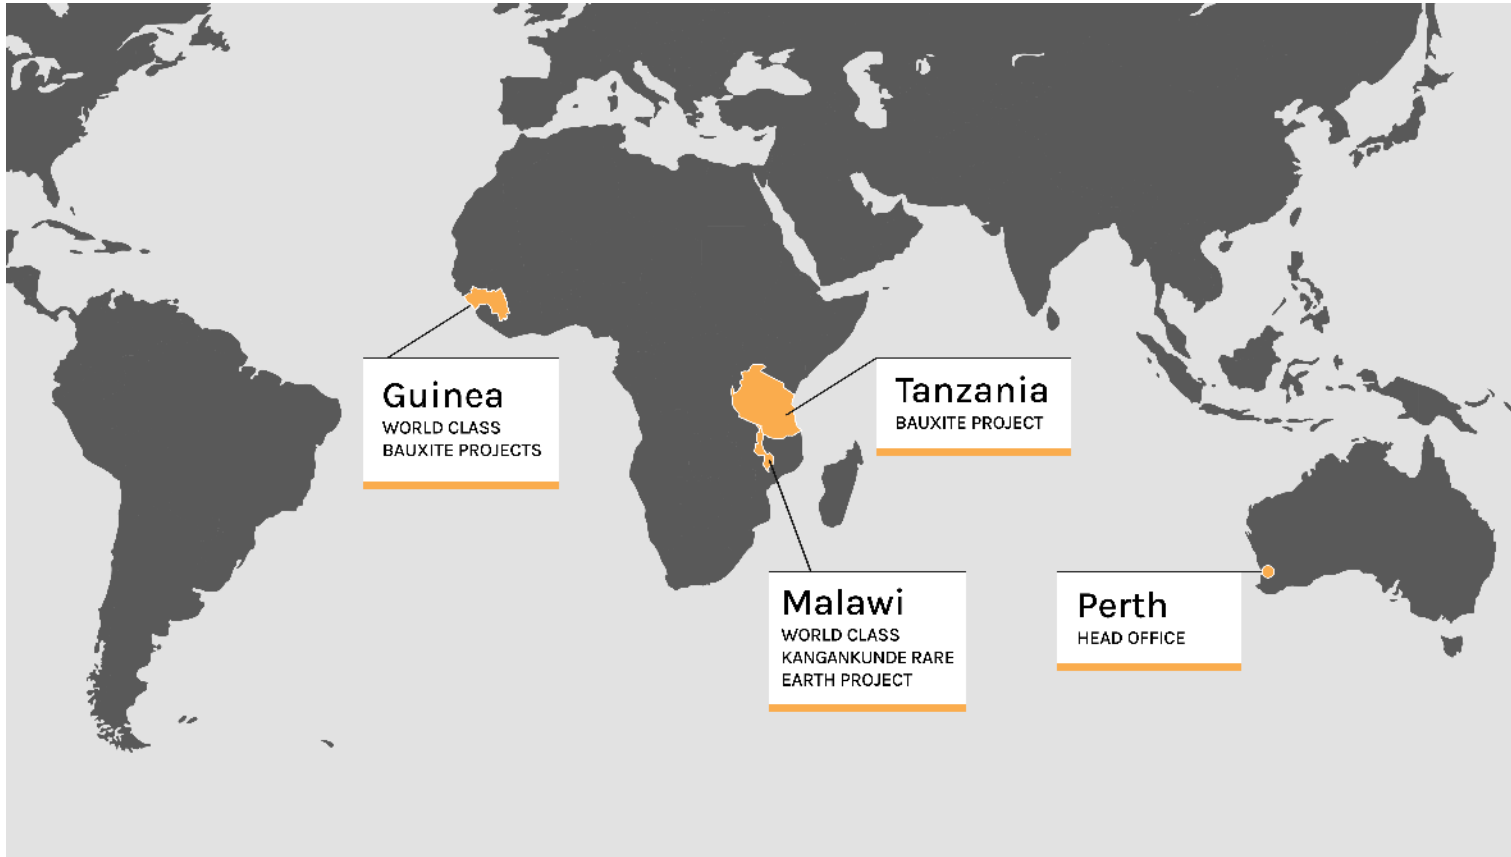 Guinea
WORLD CLASS
BAUXITE PROJECTS
Tanzania
BAUXITE PROJECT
Malawi
WORLD CLASS
KANGANKUNDE RARE
EARTH PROJECT
Perth
HEAD OFFICE